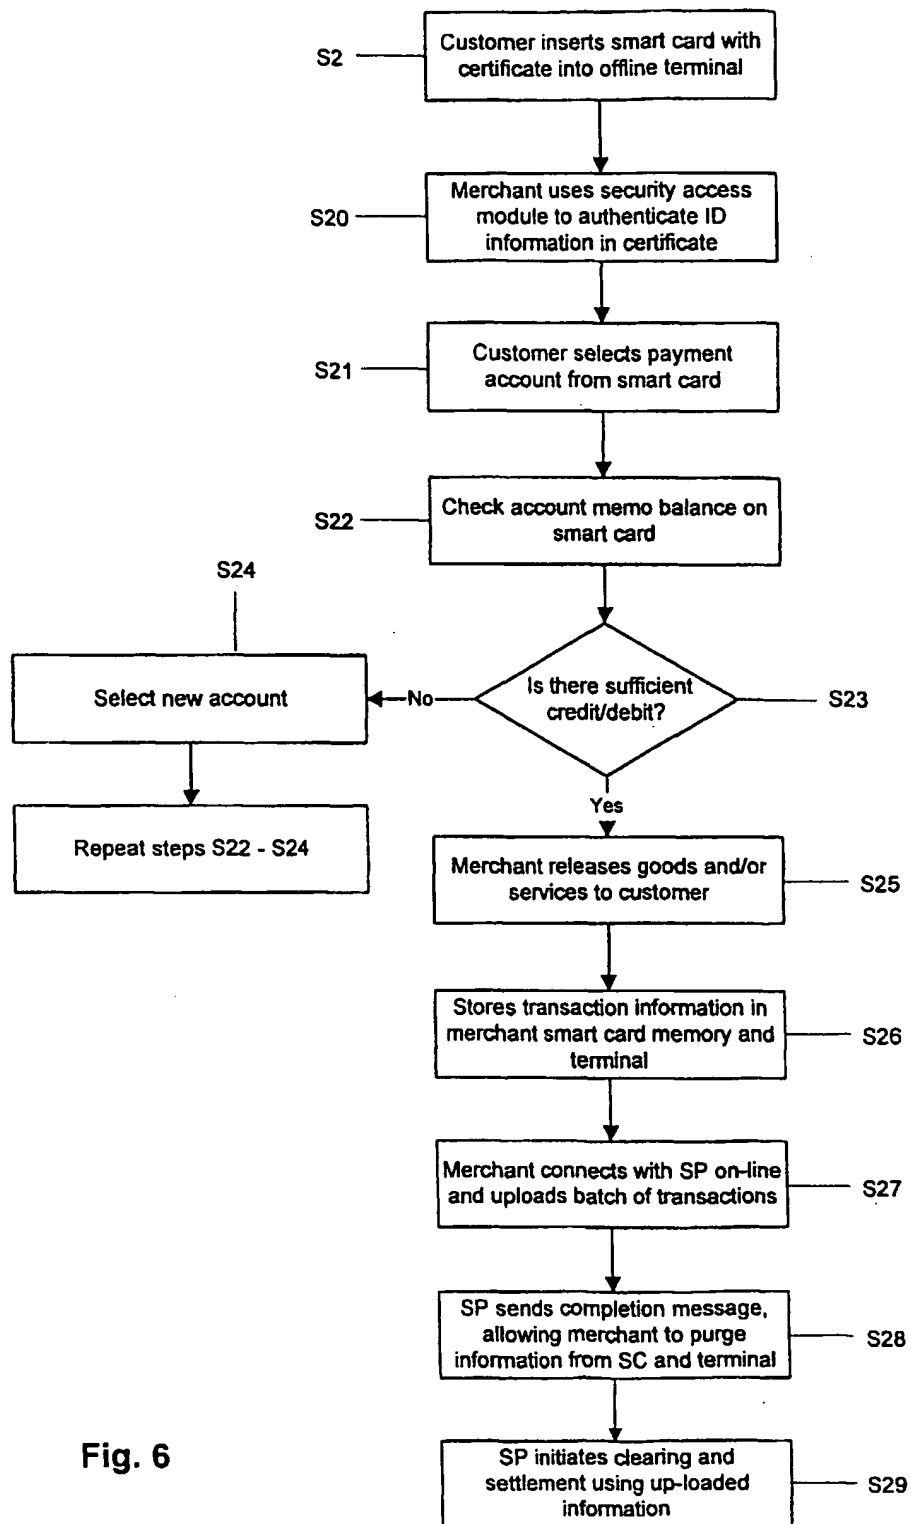 Customer inserts smart card with
certificate into offline terminal
S2
Merchant uses security access
module to authenticate ID
information in certificate
S20
Customer selects payment
account from smart card
S21
Check account memo balance on
smart card
S22
S24
Select new account
No
Is there sufficient
credit/debit?
S23
Repeat steps S22 - S24
Yes
Merchant releases goods and/or
services to customer
S25
Stores transaction information in
merchant smart card memory and
terminal
S26
Merchant connects with SP on-line
and uploads batch of transactions
S27
SP sends completion message,
allowing merchant to purge
information from SC and terminal
S28
Fig. 6
SP initiates clearing and
settlement using up-loaded
information
S29